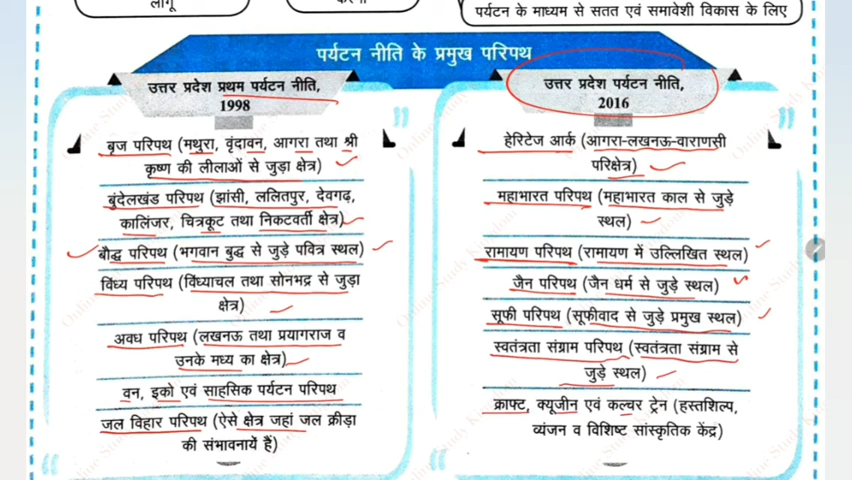 लागू
करना
पर्यटन के माध्यम से सतत एवं समावेशी विकास के लिए
पर्यटन नीति के प्रमुख परिपथ
उत्तर प्रदेश प्रथम पर्यटन नीति,
1998
बृज परिपथ (मथुरा, वृंदावन, आगरा तथा श्री
कृष्ण की लीलाओं से जुड़ा क्षेत्र)
बुंदेलखंड परिपथ (झांसी, ललितपुर, देवगढ़,
कालिंजर, चित्रकूट तथा निकटवर्ती क्षेत्र)
बौद्ध परिपथ (भगवान बुद्ध से जुड़े पवित्र स्थल)
विंध्य परिपथ (विंध्याचल तथा सोनभद्र से जुड़ा
क्षेत्र)
अवध परिपथ (लखनऊ तथा प्रयागराज व
उनके मध्य का क्षेत्र)
वन, इको एवं साहसिक पर्यटन परिपथ
जल विहार परिपथ (ऐसे क्षेत्र जहां जल क्रीड़ा
की संभावनायें हैं)
उत्तर प्रदेश पर्यटन नीति,
2016
हेरिटेज आर्क (आगरा-लखनऊ-वाराणसी
परिक्षेत्र)
महाभारत परिपथ (महाभारत काल से जुड़े
स्थल)
रामायण परिपथ (रामायण में उल्लिखित स्थल)
जैन परिपथ (जैन धर्म से जुड़े स्थल)
सूफी परिपथ (सूफीवाद से जुड़े प्रमुख स्थल)
स्वतंत्रता संग्राम परिपथ (स्वतंत्रता संग्राम से
जुड़े स्थल)
क्राफ्ट, क्यूजीन एवं कल्चर ट्रेन (हस्तशिल्प,
व्यंजन व विशिष्ट सांस्कृतिक केंद्र)